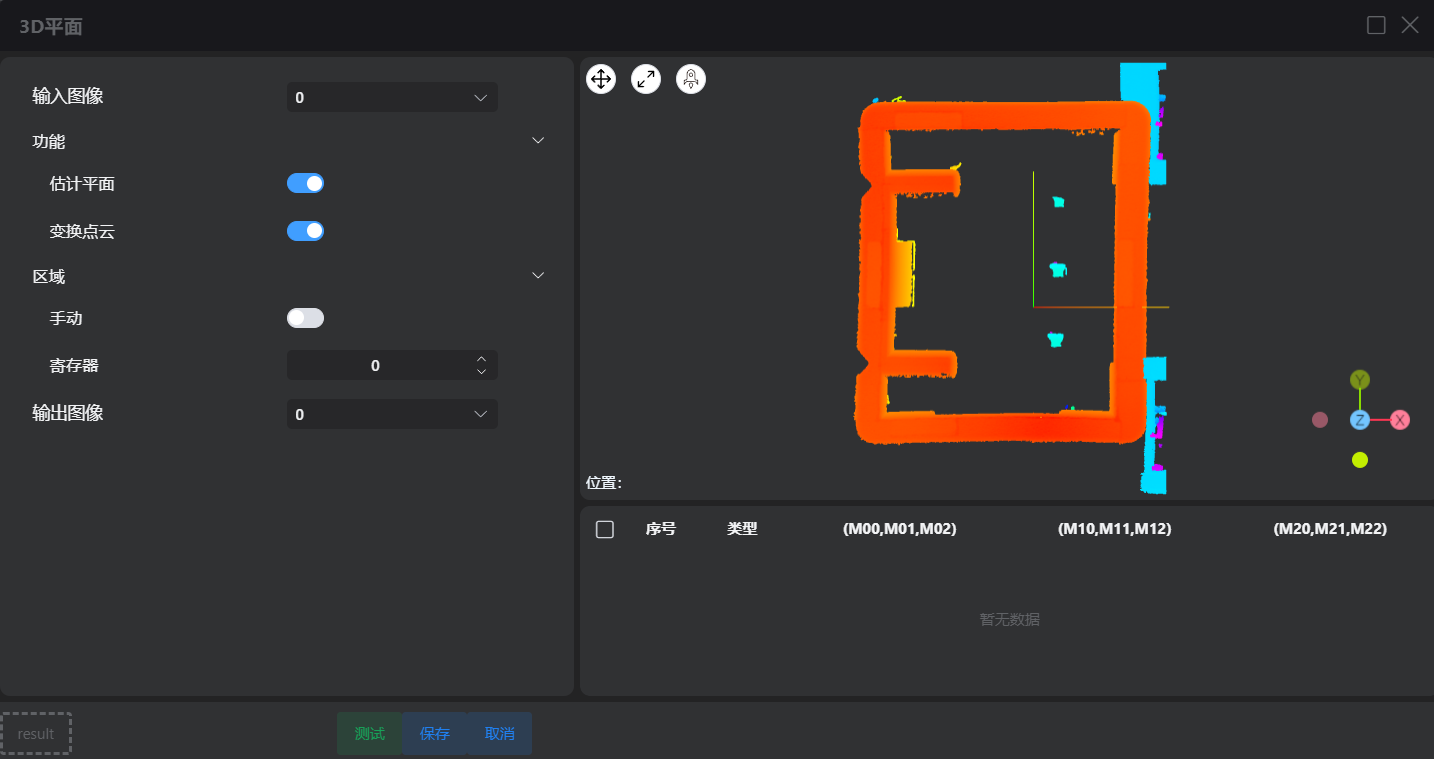 3D平面
输入图像 0
功能
估计平面
变换点云
区域
手动
寄存器 0
输出图像 0
Y
Z X
位置:
序号 类型 (M00,M01,M02) (M10,M11,M12) (M20,M21,M22)
暂无数据
result 测试 保存 取消